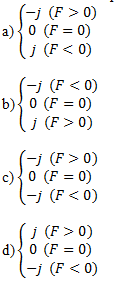 a) { −j (F > 0)
0 (F = 0)
j (F < 0)
b) { −j (F < 0)
0 (F = 0)
j (F > 0)
c) { −j (F > 0)
0 (F = 0)
−j (F < 0)
d) { j (F > 0)
0 (F = 0)
−j (F < 0)